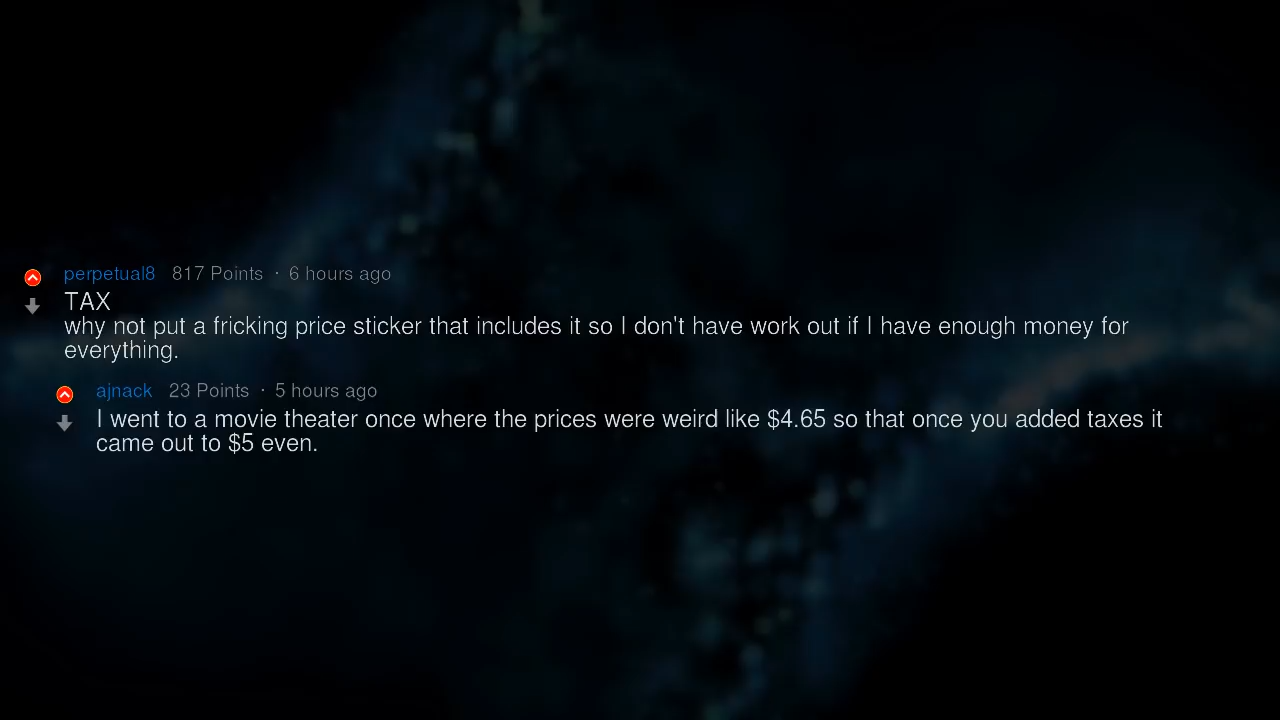 perpetual8 817 Points · 6 hours ago
TAX
why not put a fricking price sticker that includes it so I don't have work out if I have enough money for
everything.
ajnack 23 Points · 5 hours ago
I went to a movie theater once where the prices were weird like $4.65 so that once you added taxes it
came out to $5 even.